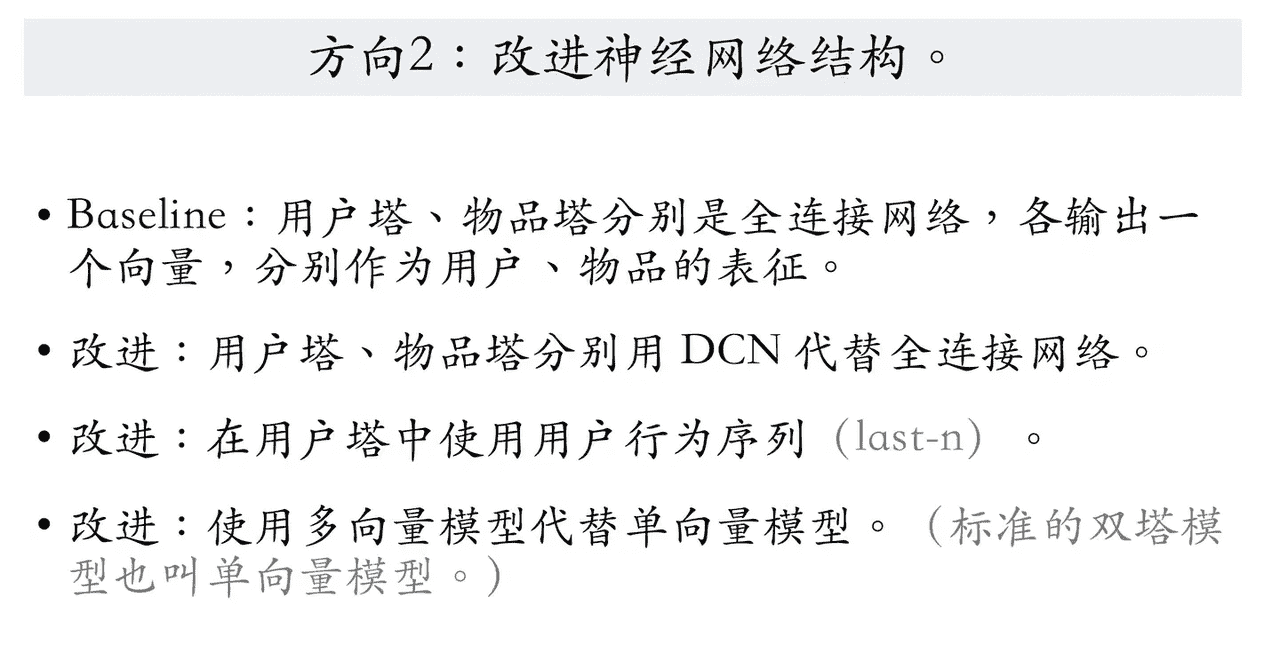 方向2：改进神经网络结构。
• Baseline：用户塔、物品塔分别是全连接网络，各输出一
个向量，分别作为用户、物品的表征。
• 改进：用户塔、物品塔分别用 DCN 代替全连接网络。
• 改进：在用户塔中使用用户行为序列（last-n）。
• 改进：使用多向量模型代替单向量模型。（标准的双塔模
型也叫单向量模型。）